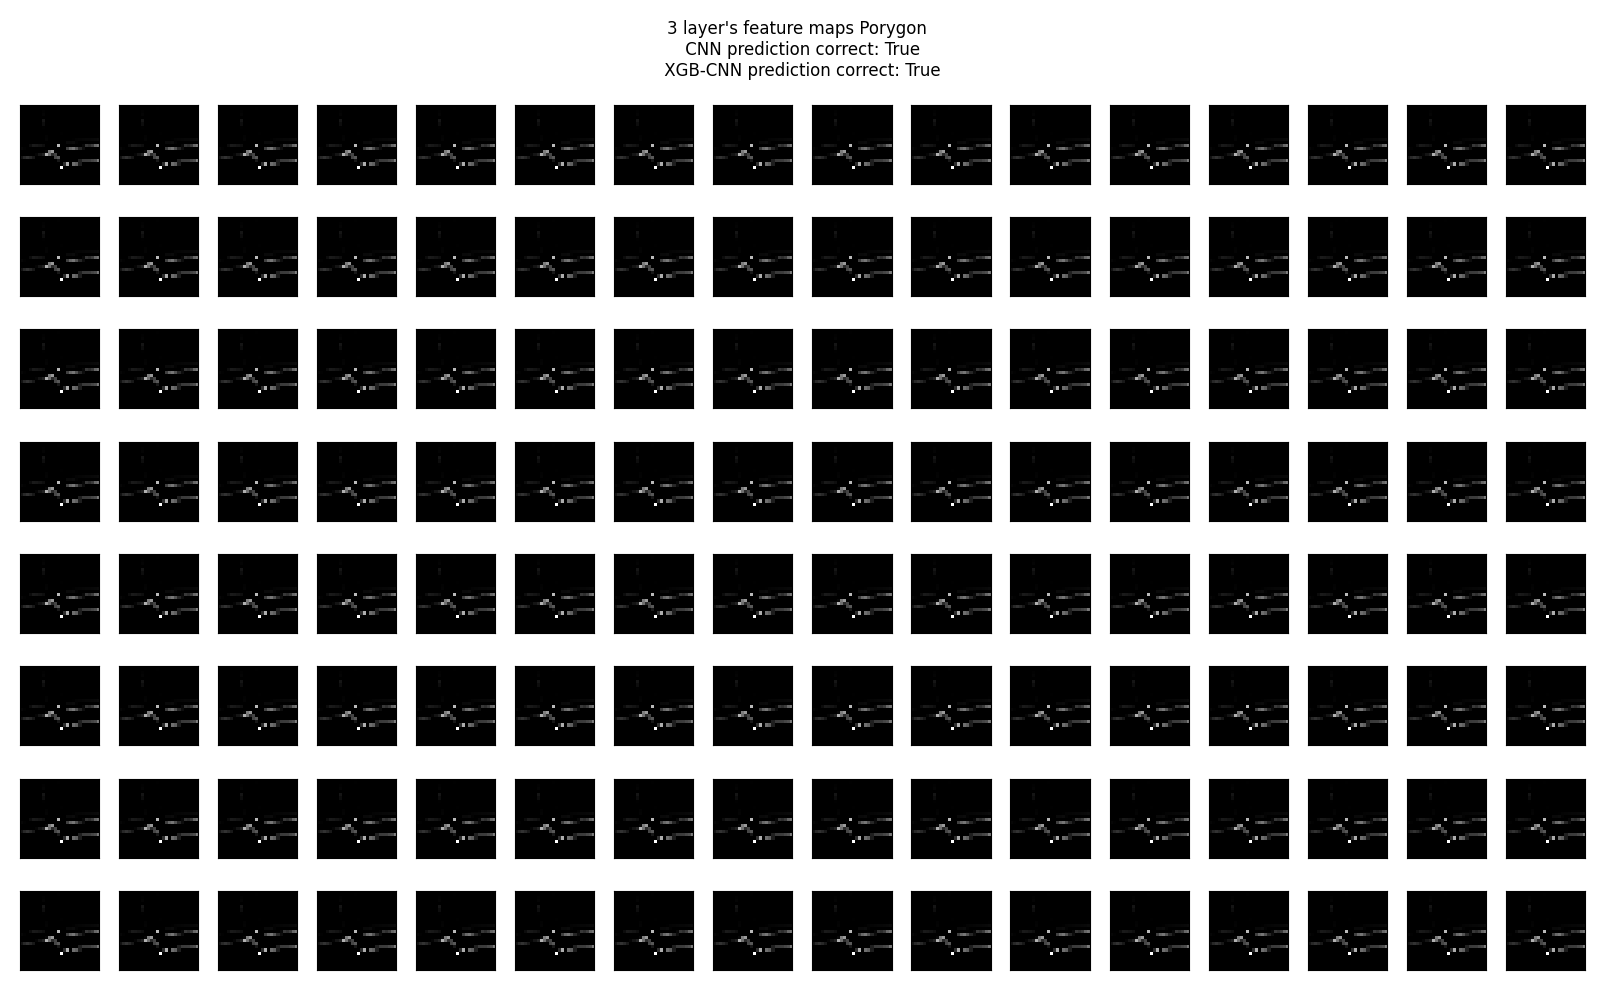 3 layer's feature maps Porygon
CNN prediction correct: True
XGB-CNN prediction correct: True